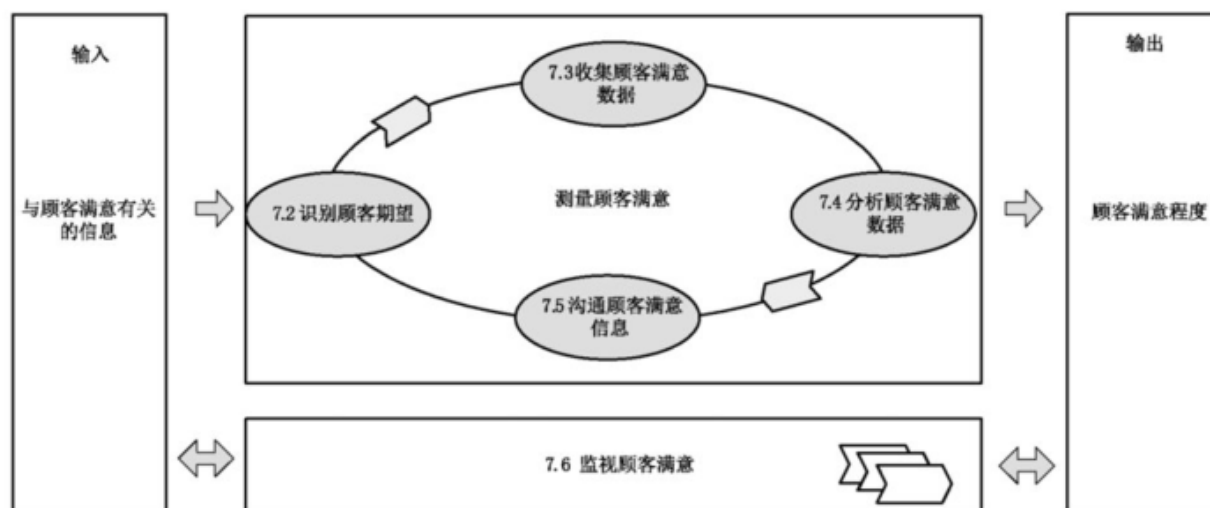 输入
与顾客满意有关
的信息
7.3收集顾客满意
数据
测量顾客满意
7.2 识别顾客期望
7.4 分析顾客满意
数据
7.5 沟通顾客满意
信息
7.6 监视顾客满意
输出
顾客满意程度